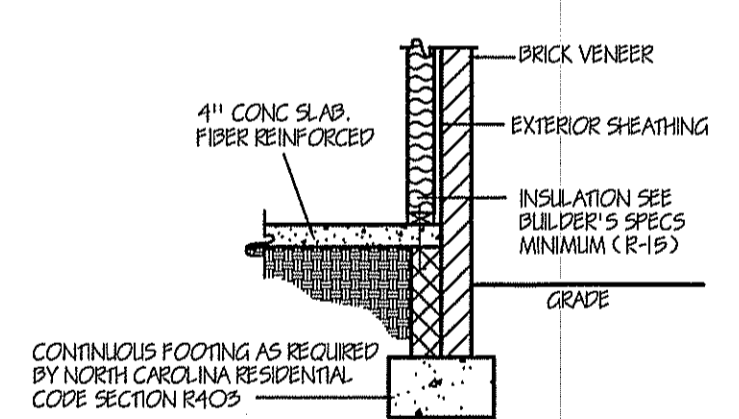 BRICK VENEER
4" CONC SLAB.
FIBER REINFORCED
EXTERIOR SHEATHING
INSULATION SEE
BUILDER'S SPECS
MINIMUM (R-15)
GRADE
CONTINUOUS FOOTING AS REQUIRED
BY NORTH CAROLINA RESIDENTIAL
CODE SECTION R403